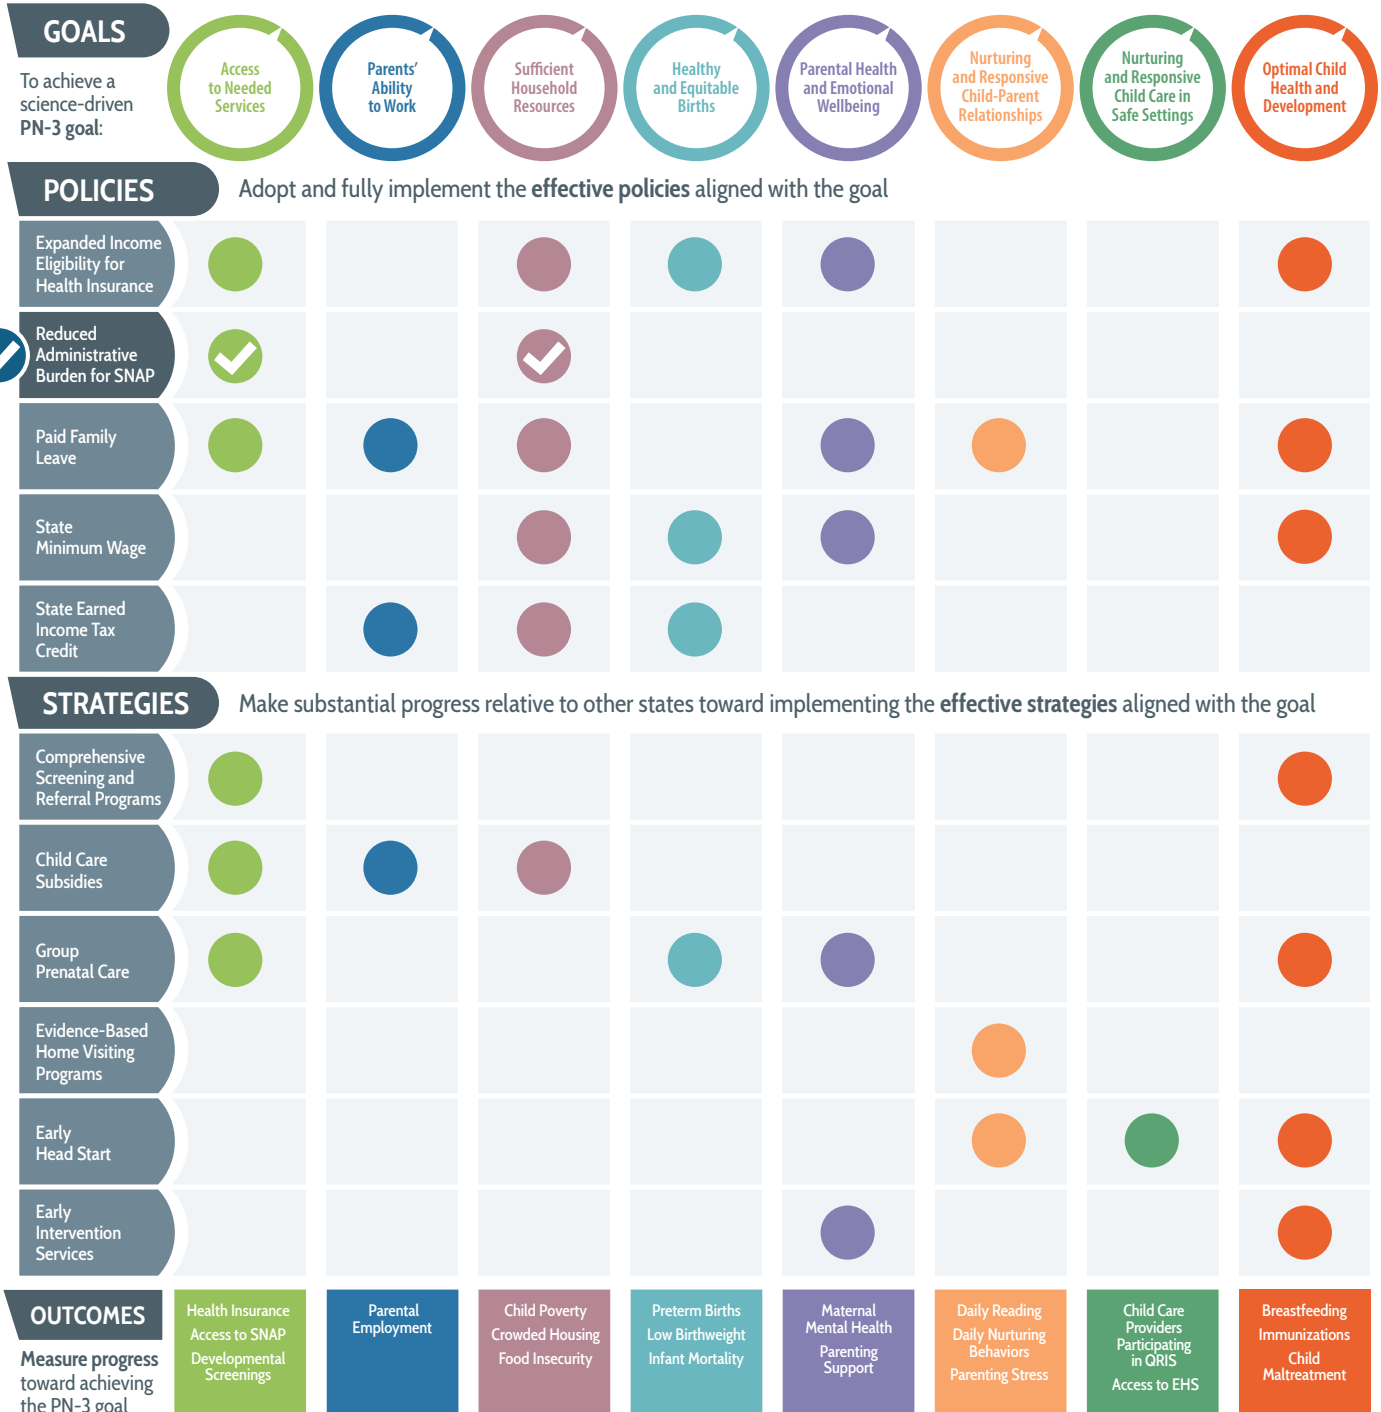 GOALS
To achieve a
science-driven
PN-3 goal:
Access
to Needed
Services
Parents'
Ability
to Work
Sufficient
Household
Resources
Healthy
and Equitable
Births
Parental Health
and Emotional
Wellbeing
Nurturing
and Responsive
Child-Parent
Relationships
Nurturing
and Responsive
Child Care in
Safe Settings
Optimal Child
Health and
Development
POLICIES
Adopt and fully implement the effective policies aligned with the goal
Expanded Income
Eligibility for
Health Insurance
Reduced
Administrative
Burden for SNAP
Paid Family
Leave
State
Minimum Wage
State Earned
Income Tax
Credit
STRATEGIES
Make substantial progress relative to other states toward implementing the effective strategies aligned with the goal
Comprehensive
Screening and
Referral Programs
Child Care
Subsidies
Group
Prenatal Care
Evidence-Based
Home Visiting
Programs
Early
Head Start
Early
Intervention
Services
OUTCOMES
Measure progress
toward achieving
the PN-3 goal
Health Insurance
Access to SNAP
Developmental
Screenings
Parental
Employment
Child Poverty
Crowded Housing
Food Insecurity
Preterm Births
Low Birthweight
Infant Mortality
Maternal
Mental Health
Parenting
Support
Daily Reading
Daily Nurturing
Behaviors
Parenting Stress
Child Care
Providers
Participating
in QRIS
Access to EHS
Breastfeeding
Immunizations
Child
Maltreatment